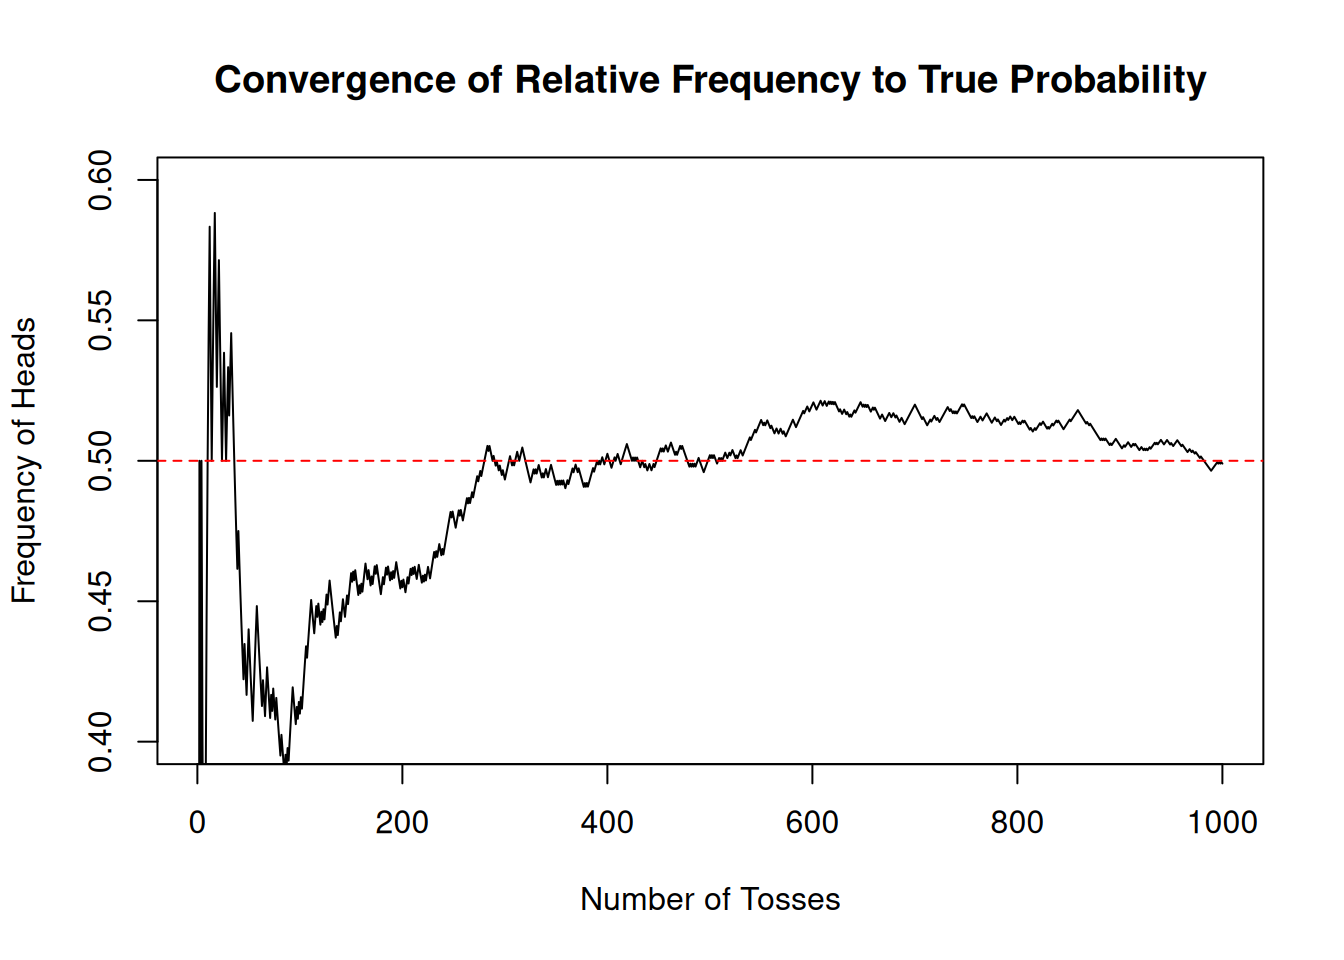 Convergence of Relative Frequency to True Probability
Frequency of Heads
0.60
0.55
0.50
0.45
0.40
0 200 400 600 800 1000
Number of Tosses